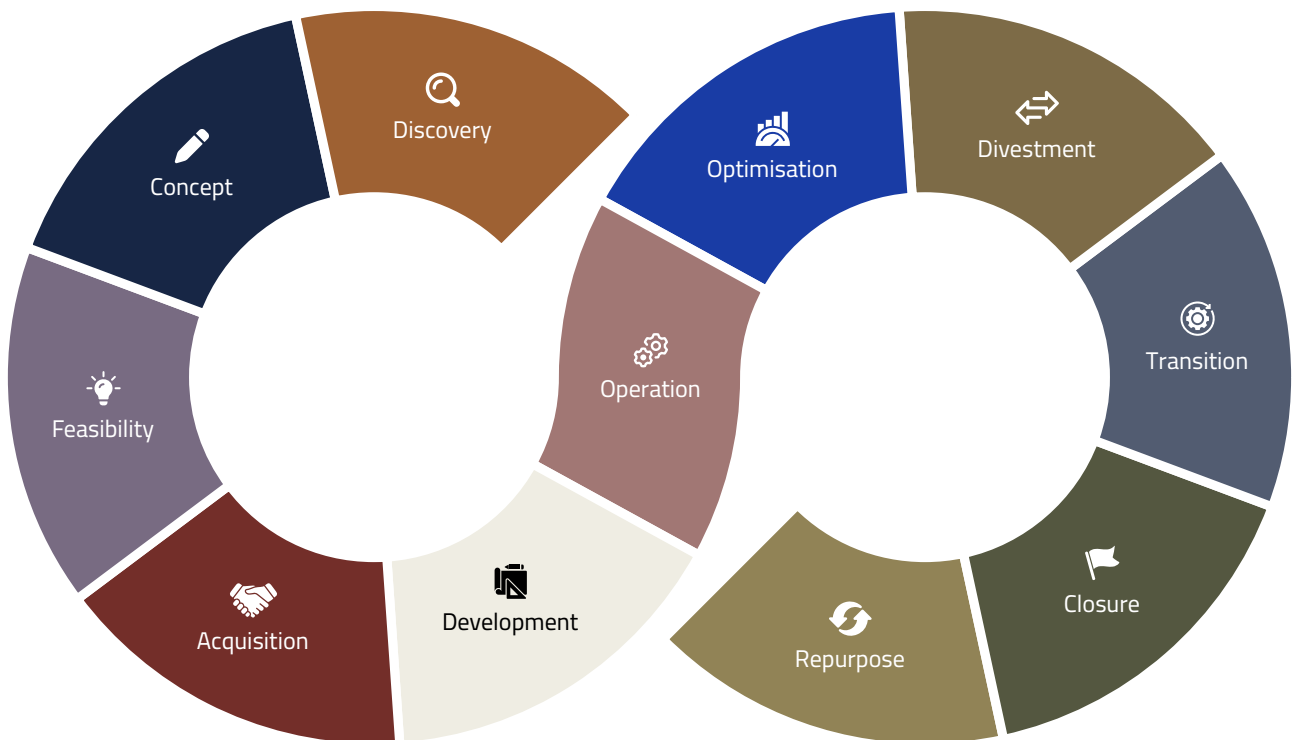 Discovery
Concept
Feasibility
Acquisition
Development
Operation
Optimisation
Divestment
Transition
Closure
Repurpose